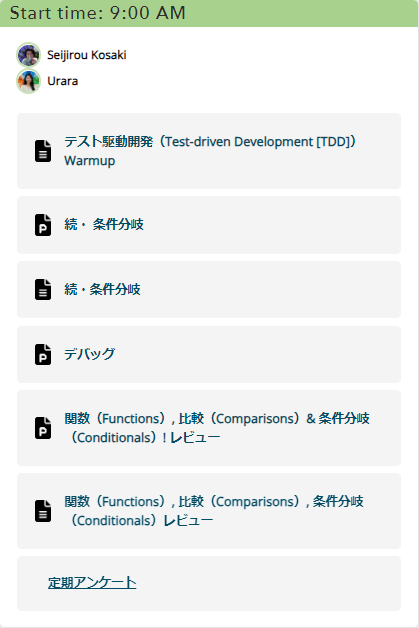 Start time: 9:00 AM
Seijirou Kosaki
Urara
テスト駆動開発（Test-driven Development [TDD]）
Warmup
続・ 条件分岐
続・条件分岐
デバッグ
関数（Functions）, 比較（Comparisons）& 条件分岐
（Conditionals）! レビュー
関数（Functions）, 比較（Comparisons）, 条件分岐
（Conditionals）レビュー
定期アンケート